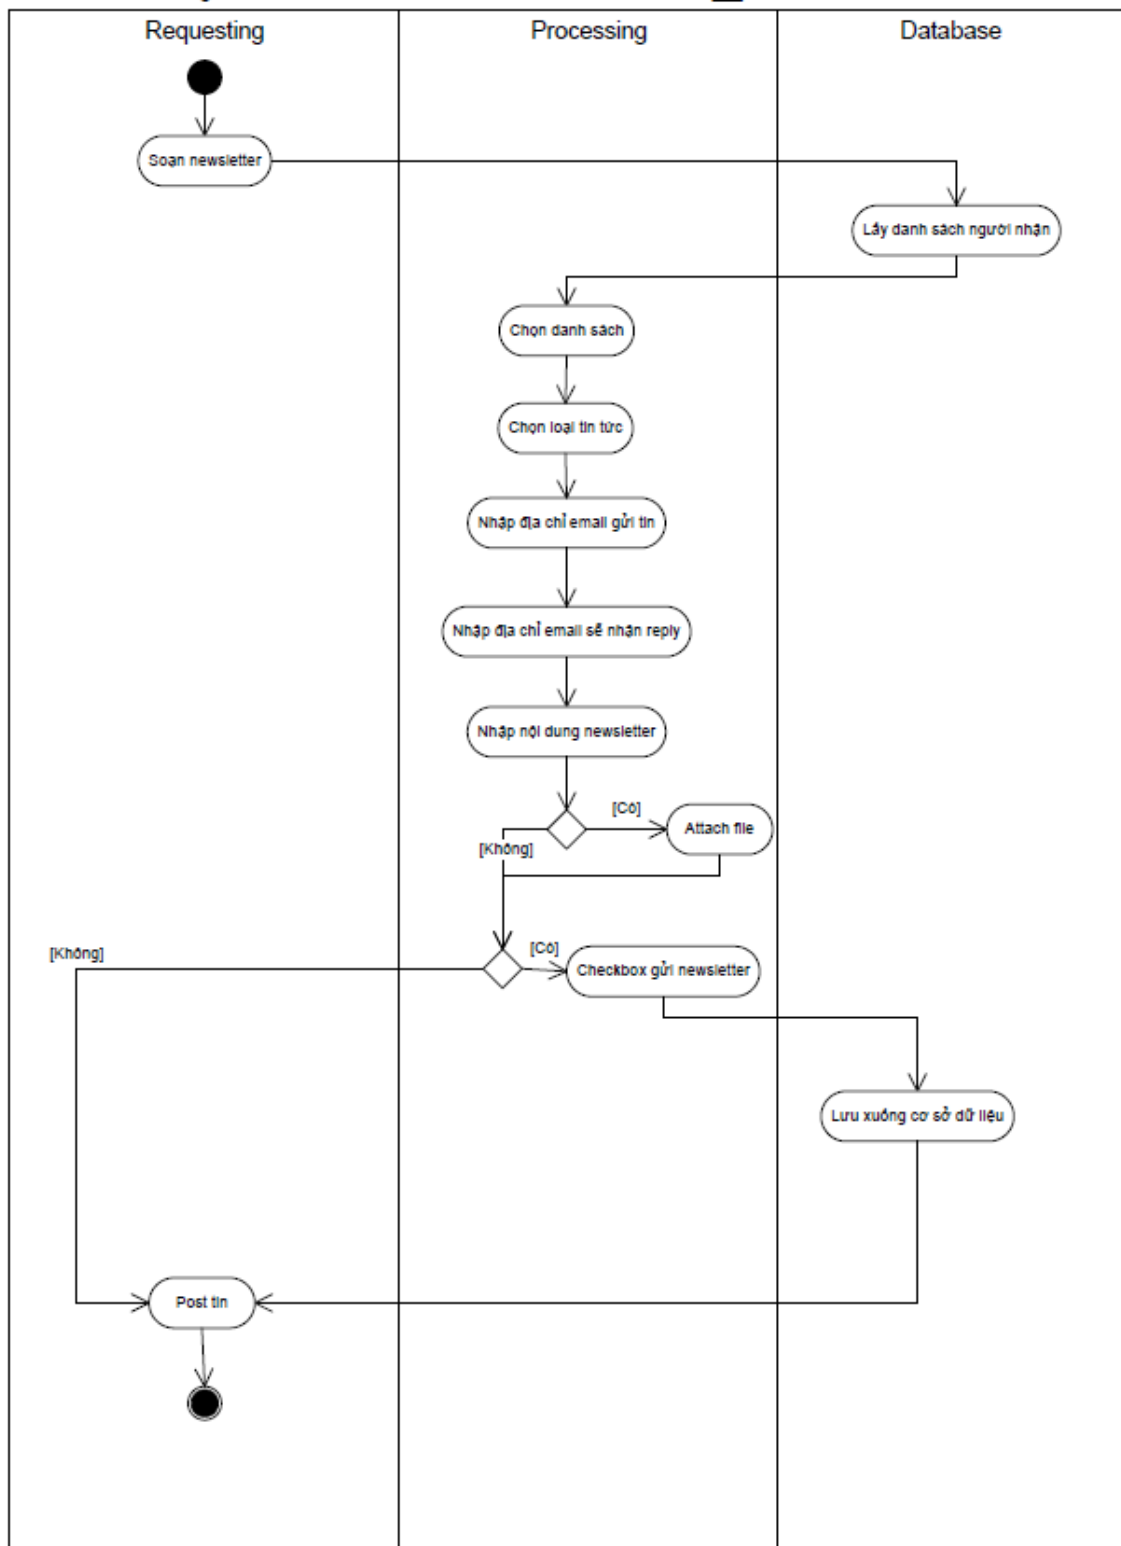 Requesting
Processing
Database
Soạn newsletter
Lấy danh sách người nhận
Chọn danh sách
Chọn loại tin tức
Nhập địa chỉ email gửi tin
Nhập địa chỉ email sẽ nhận reply
Nhập nội dung newsletter
[Có]
Attach file
[Không]
[Không]
[Có]
Checkbox gửi newsletter
Lưu xuống cơ sở dữ liệu
Post tin